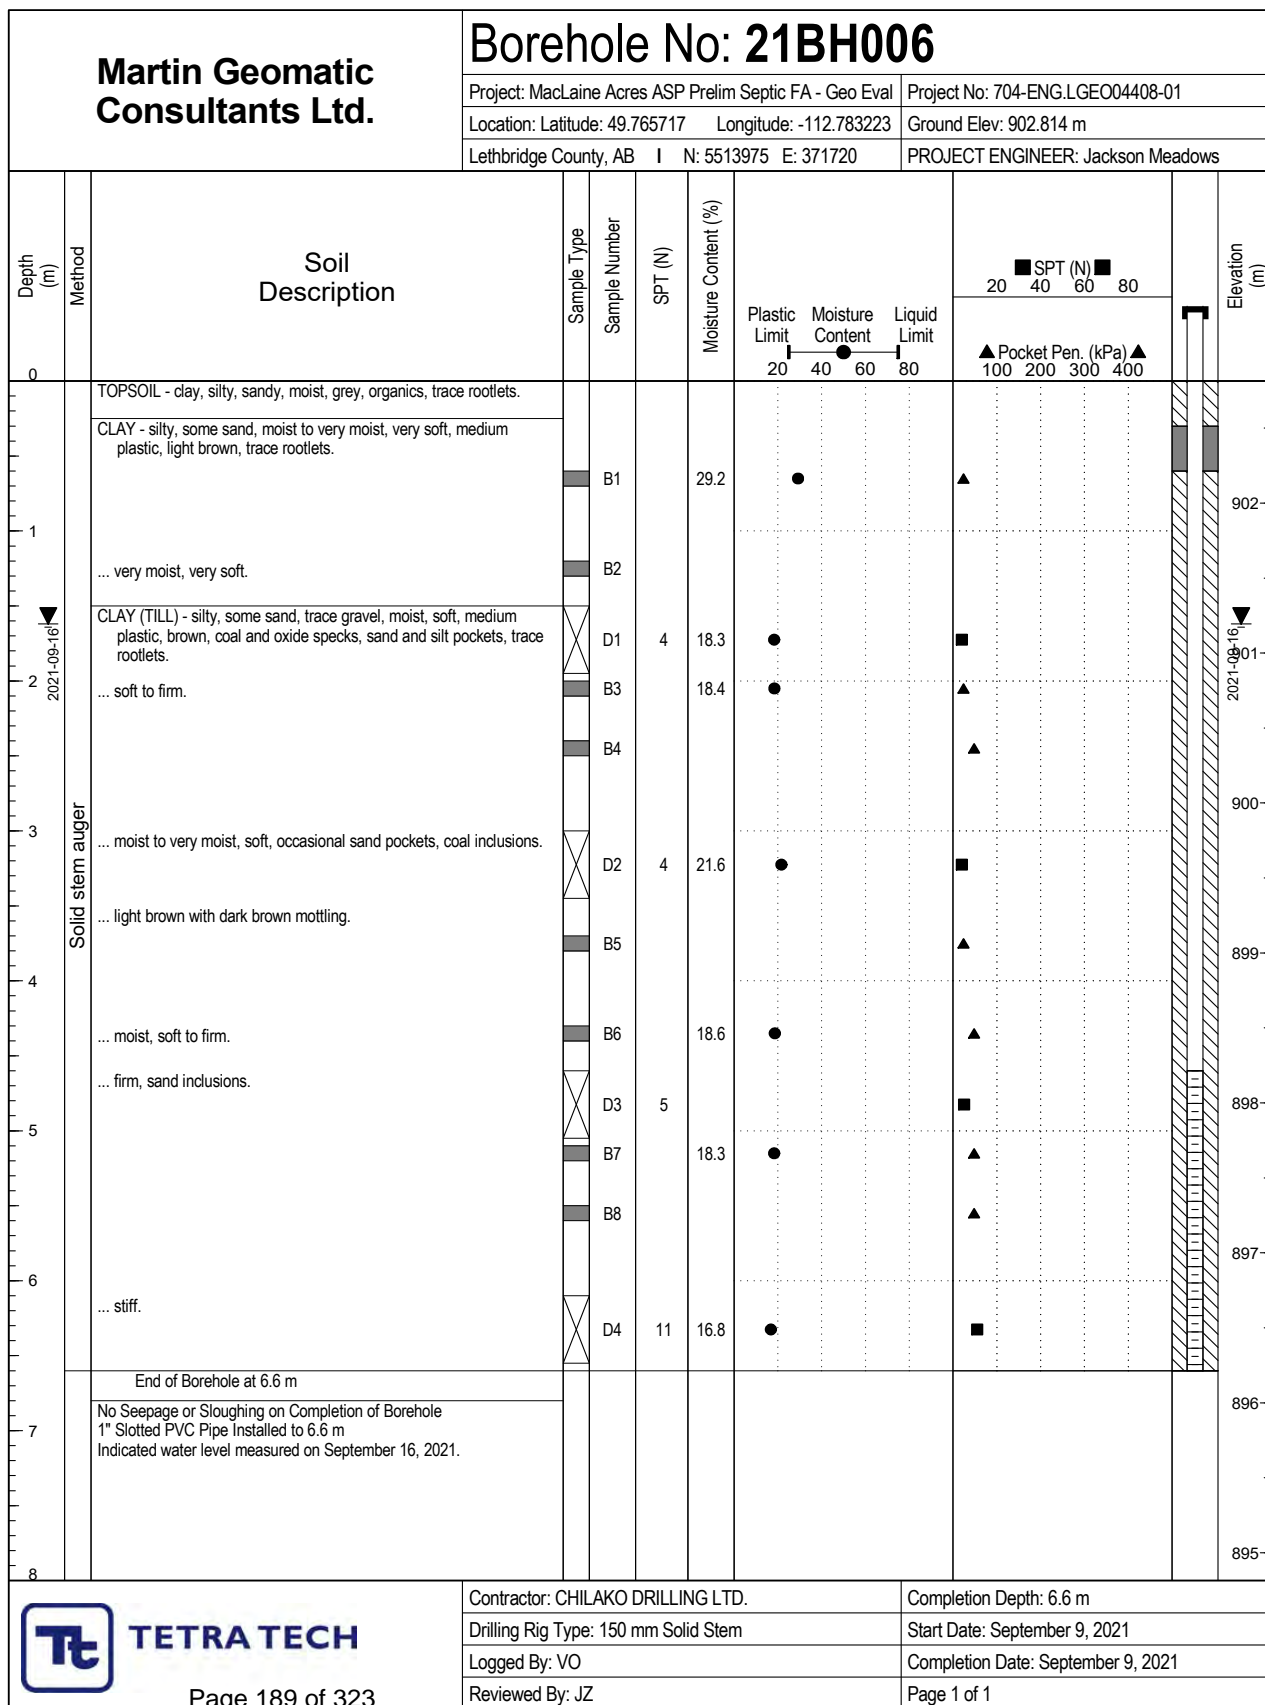 Martin Geomatic
Consultants Ltd.
Borehole No: 21BH006
Project: MacLaine Acres ASP Prelim Septic FA - Geo Eval
Project No: 704-ENG.LGEO04408-01
Location: Latitude: 49.765717 Longitude: -112.783223
Ground Elev: 902.814 m
Lethbridge County, AB I N: 5513975 E: 371720
PROJECT ENGINEER: Jackson Meadows
Depth
(m)
Method
Soil
Description
Sample Type
Sample Number
SPT (N)
Moisture Content (%)
Plastic
Limit
Moisture
Content
Liquid
Limit
20 40 60 80
SPT (N)
20 40 60 80
Pocket Pen. (kPa)
100 200 300 400
Elevation
(m)
0
TOPSOIL - clay, silty, sandy, moist, grey, organics, trace rootlets.
CLAY - silty, some sand, moist to very moist, very soft, medium
plastic, light brown, trace rootlets.
B1 29.2
902
1
... very moist, very soft.
B2
CLAY (TILL) - silty, some sand, trace gravel, moist, soft, medium
plastic, brown, coal and oxide specks, sand and silt pockets, trace
rootlets.
D1 4 18.3
2021-09-16
2021-09-16
901
2
... soft to firm.
B3 18.4
B4
900
Solid stem auger
3
... moist to very moist, soft, occasional sand pockets, coal inclusions.
D2 4 21.6
... light brown with dark brown mottling.
B5
899
4
... moist, soft to firm.
B6 18.6
... firm, sand inclusions.
D3 5
898
5
B7 18.3
B8
897
6
... stiff.
D4 11 16.8
End of Borehole at 6.6 m
896
No Seepage or Sloughing on Completion of Borehole
7
1" Slotted PVC Pipe Installed to 6.6 m
Indicated water level measured on September 16, 2021.
895
8
Tt
TETRA TECH
Page 189 of 323
Contractor: CHILAKO DRILLING LTD.
Completion Depth: 6.6 m
Drilling Rig Type: 150 mm Solid Stem
Start Date: September 9, 2021
Logged By: VO
Completion Date: September 9, 2021
Reviewed By: JZ
Page 1 of 1